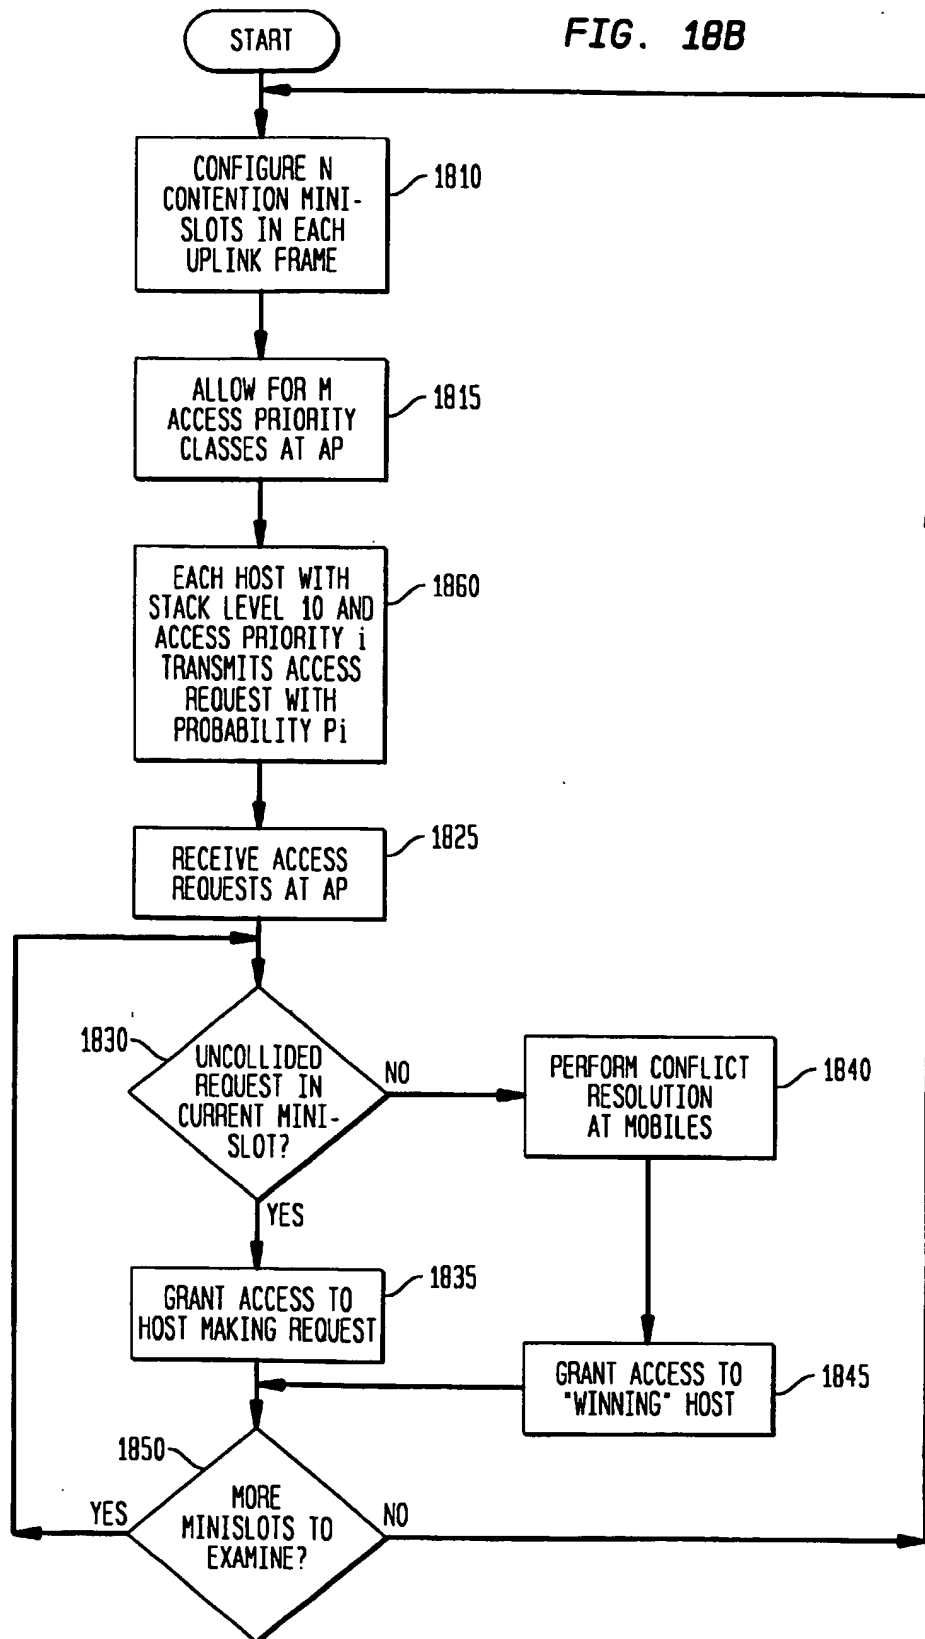 FIG. 18B
START
CONFIGURE N
CONTENTION MINI-
SLOTS IN EACH
UPLINK FRAME
1810
ALLOW FOR M
ACCESS PRIORITY
CLASSES AT AP
1815
EACH HOST WITH
STACK LEVEL 10 AND
ACCESS PRIORITY i
TRANSMITS ACCESS
REQUEST WITH
PROBABILITY Pi
1860
RECEIVE ACCESS
REQUESTS AT AP
1825
1830
UNCOLLIDED
REQUEST IN
CURRENT MINI-
SLOT?
NO
YES
PERFORM CONFLICT
RESOLUTION
AT MOBILES
1840
GRANT ACCESS TO
HOST MAKING REQUEST
1835
GRANT ACCESS TO
"WINNING" HOST
1845
1850
MORE
MINISLOTS TO
EXAMINE?
YES
NO